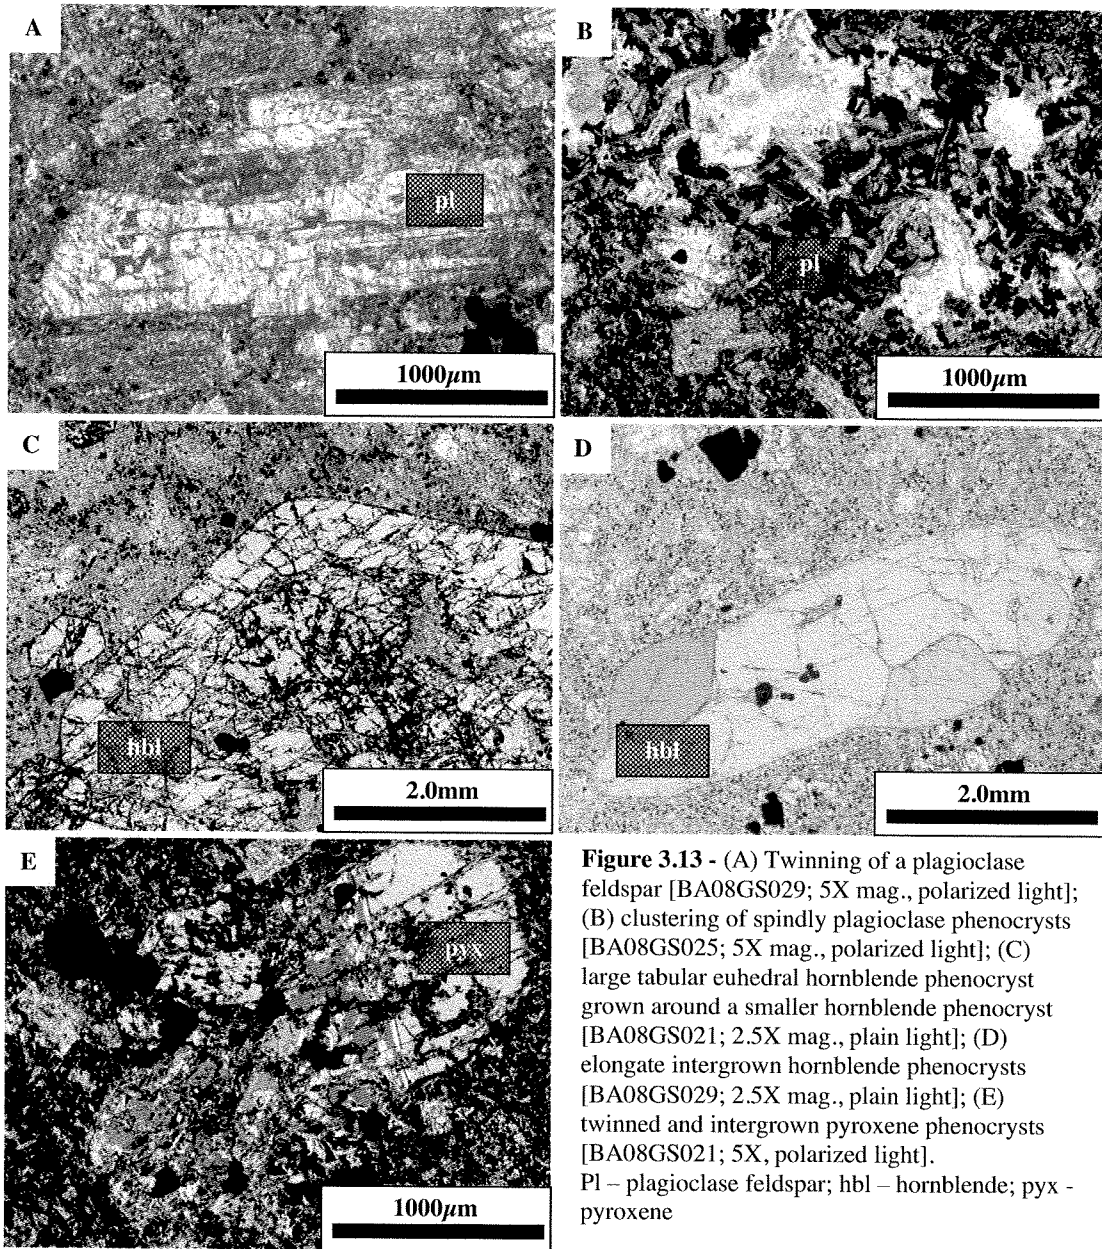 A
pl
1000μm
B
pl
1000μm
C
hbl
2.0mm
D
hbl
2.0mm
E
pyx
1000μm
Figure 3.13 - (A) Twinning of a plagioclase
feldspar [BA08GS029; 5X mag., polarized light];
(B) clustering of spindly plagioclase phenocrysts
[BA08GS025; 5X mag., polarized light]; (C)
large tabular euhedral hornblende phenocryst
grown around a smaller hornblende phenocryst
[BA08GS021; 2.5X mag., plain light]; (D)
elongate intergrown hornblende phenocrysts
[BA08GS029; 2.5X mag., plain light]; (E)
twinned and intergrown pyroxene phenocrysts
[BA08GS021; 5X, polarized light].
Pl – plagioclase feldspar; hbl – hornblende; pyx -
pyroxene